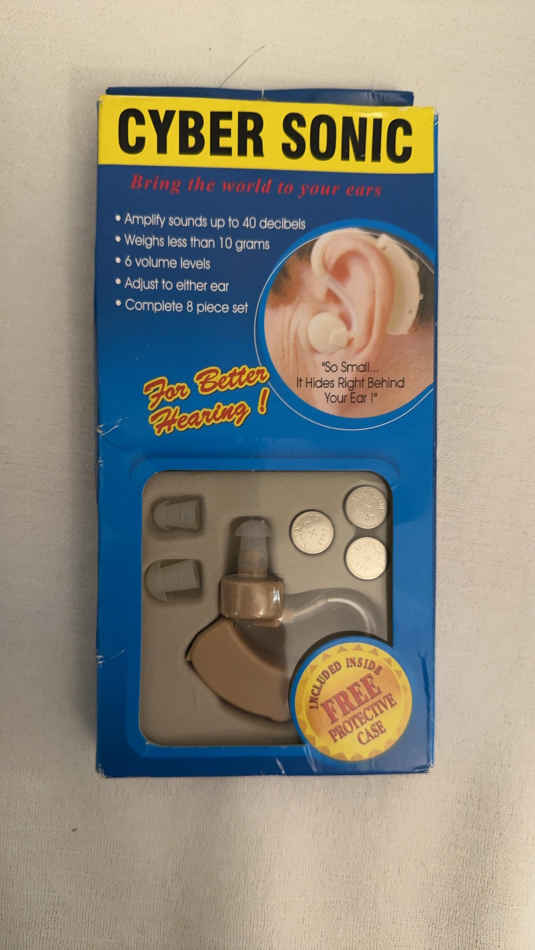 CYBER SONIC
Bring the world to your ears
• Amplify sounds up to 40 decibels
• Weighs less than 10 grams
• 6 volume levels
• Adjust to either ear
• Complete 8 piece set
"So Small...
It Hides Right Behind
Your Ear !"
For Better
Hearing !
INCLUDED INSIDE
FREE
PROTECTIVE
CASE